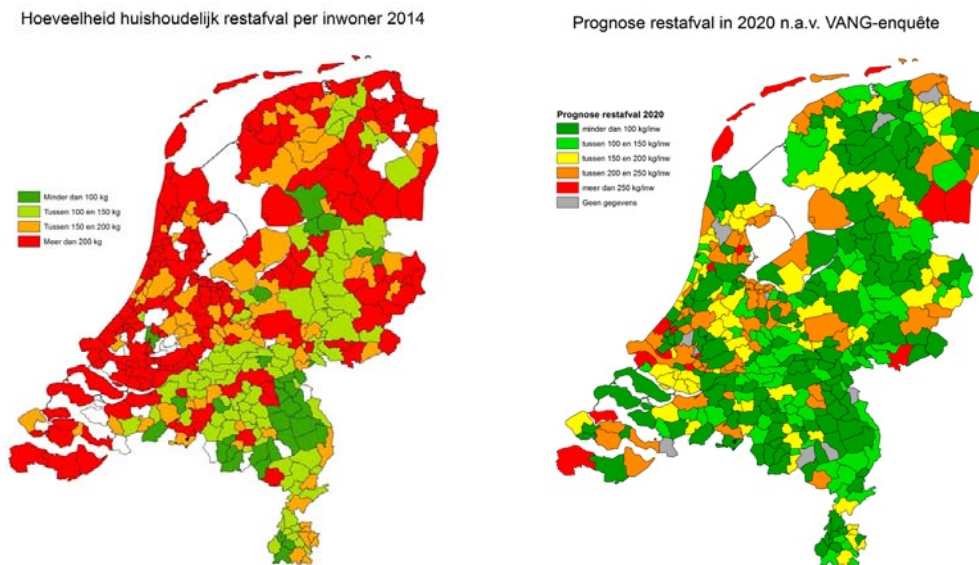 Hoeveelheid huishoudelijk restafval per inwoner 2014
Minder dan 100 kg
Tussen 100 en 150 kg
Tussen 150 en 200 kg
Meer dan 200 kg
Prognose restafval in 2020 n.a.v. VANG-enquête
Prognose restafval 2020
minder dan 100 kg/inw
tussen 100 en 150 kg/inw
tussen 150 en 200 kg/inw
tussen 200 en 250 kg/inw
meer dan 250 kg/inw
Geen gegevens